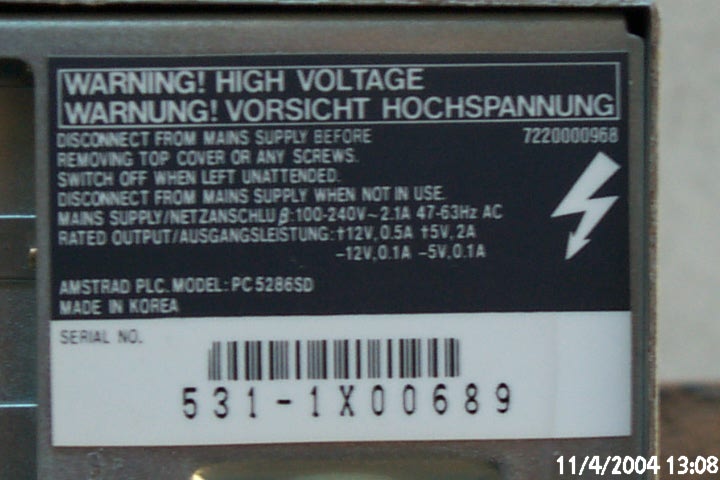 WARNING! HIGH VOLTAGE
WARNUNG! VORSICHT HOCHSPANNUNG
DISCONNECT FROM MAINS SUPPLY BEFORE 7220000968
REMOVING TOP COVER OR ANY SCREWS.
SWITCH OFF WHEN LEFT UNATTENDED.
DISCONNECT FROM MAINS SUPPLY WHEN NOT IN USE.
MAINS SUPPLY/NETZANSCHLUβ:100-240V~2.1A 47-63Hz AC
RATED OUTPUT/AUSGANGSLEISTUNG:+12V,0.5A +5V,2A
-12V,0.1A -5V,0.1A
AMSTRAD PLC. MODEL: PC5286SD
MADE IN KOREA
SERIAL NO.
531-1X00689
11/4/2004 13:08